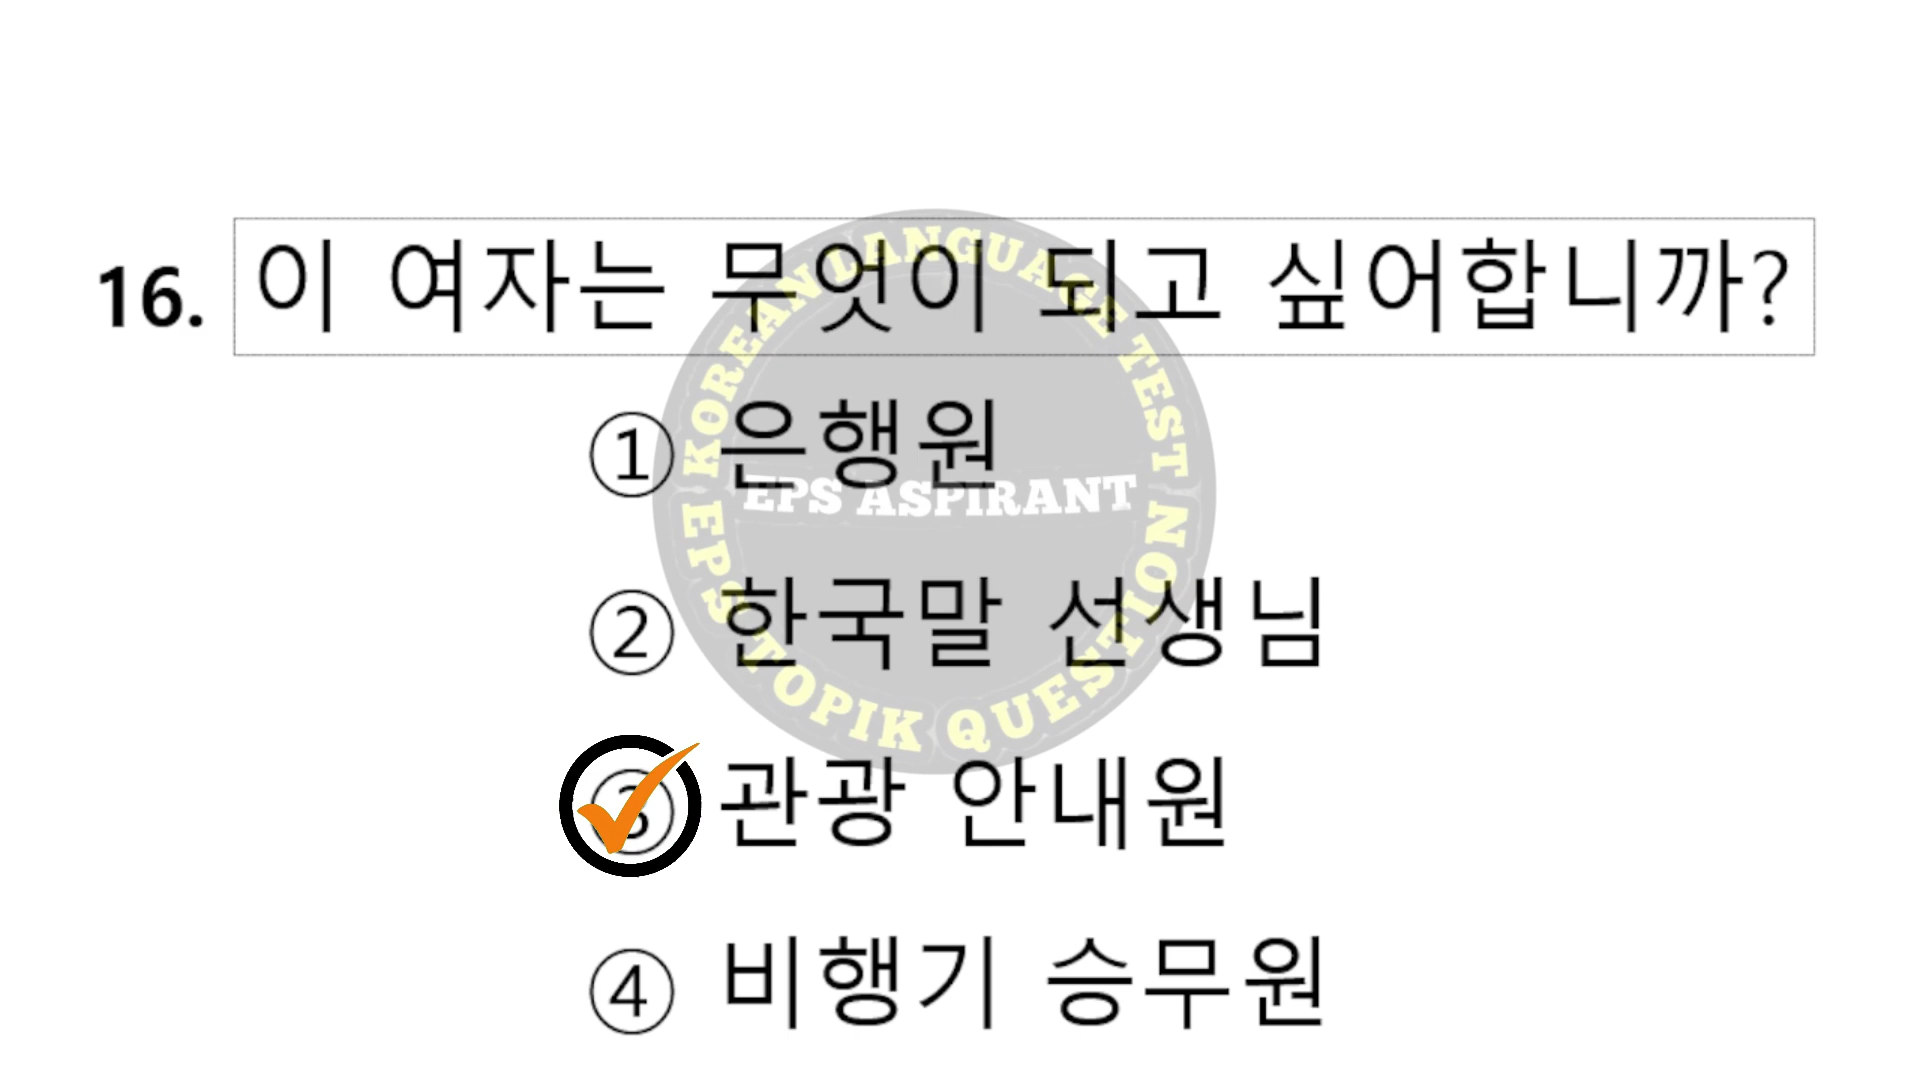 16. 이 여자는 무엇이 되고 싶어합니까?
① 은행원
② 한국말 선생님
③ 관광 안내원
④ 비행기 승무원
KOREAN LANGUAGE TEST
EPS ASPIRANT
EPS TOPIK QUESTION